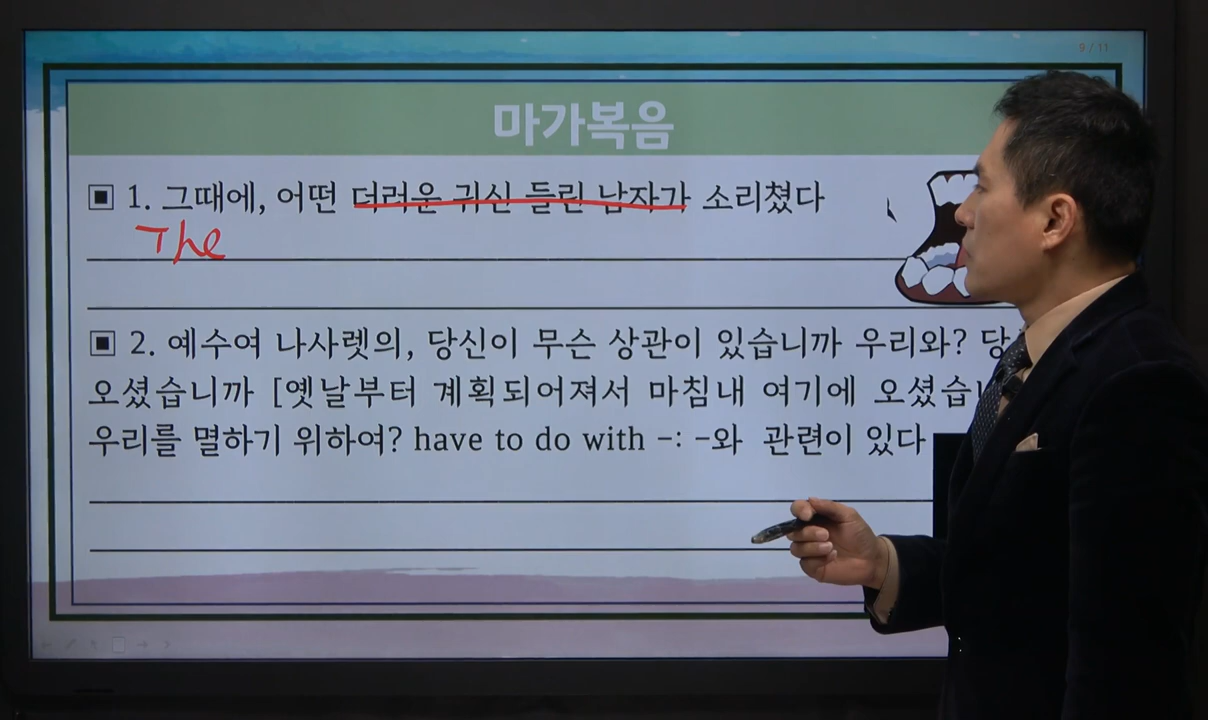 9 / 11
마가복음
▣ 1. 그때에, 어떤 더러운 귀신 들린 남자가 소리쳤다
The
▣ 2. 예수여 나사렛의, 당신이 무슨 상관이 있습니까 우리와? 당
오셨습니까 [옛날부터 계획되어져서 마침내 여기에 오셨습
우리를 멸하기 위하여? have to do with –: –와 관련이 있다